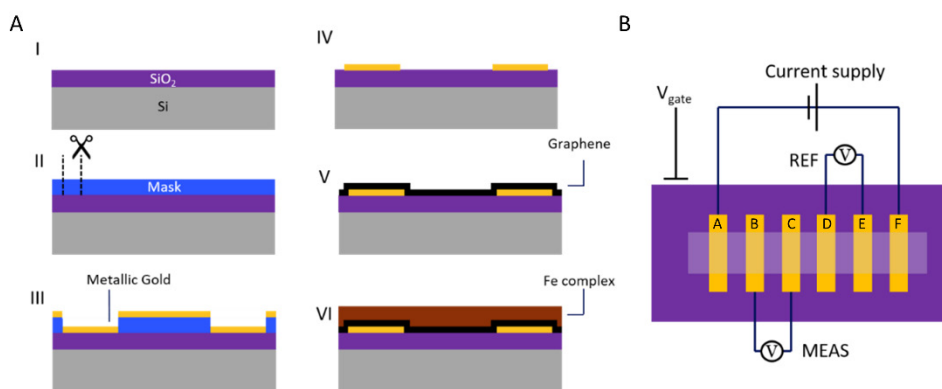 A
I
SiO2
Si
II
Mask
III
Metallic Gold
IV
V
Graphene
VI
Fe complex
B
Current supply
Vgate
REF
V
A B C D E F
V
MEAS